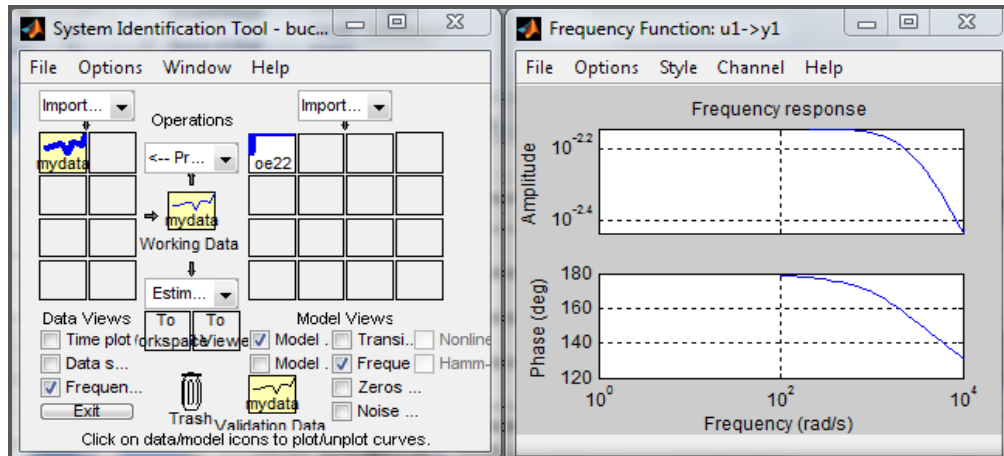 System Identification Tool - buc...
File Options Window Help
Import...
Import...
Operations
mydata
<-- Pr...
oe22
mydata
Working Data
Estim...
Data Views
To
To
Model Views
Time plot
Model .
Transi..
Nonline
Data s...
Model .
Freque
Hamm-
Frequen...
Zeros ...
Exit
Trash
mydata
Noise ...
Validation Data
Click on data/model icons to plot/unplot curves.
Frequency Function: u1->y1
File Options Style Channel Help
Frequency response
Amplitude
10^-2.2
10^-2.4
Phase (deg)
180
160
140
120
10^0 10^2 10^4
Frequency (rad/s)